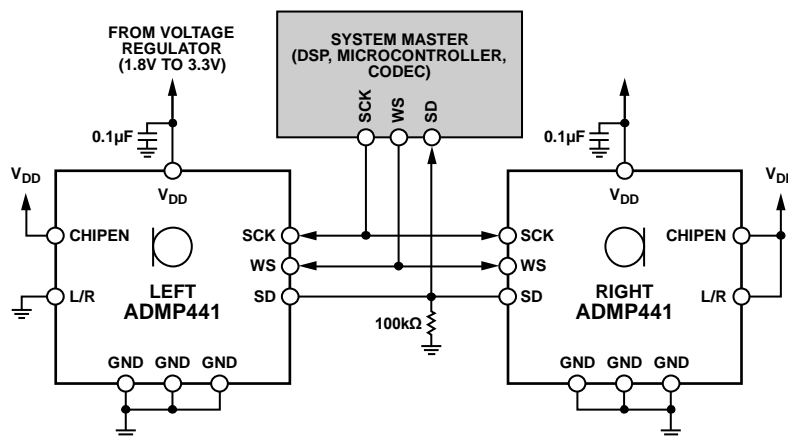 FROM VOLTAGE
REGULATOR
(1.8V TO 3.3V)
SYSTEM MASTER
(DSP, MICROCONTROLLER,
CODEC)
SCK
WS
SD
0.1µF
0.1µF
VDD
VDD
VDD
CHIPEN
SCK
SCK
CHIPEN
WS
WS
L/R
LEFT
ADMP441
SD
SD
RIGHT
ADMP441
L/R
100kΩ
GND GND GND
GND GND GND